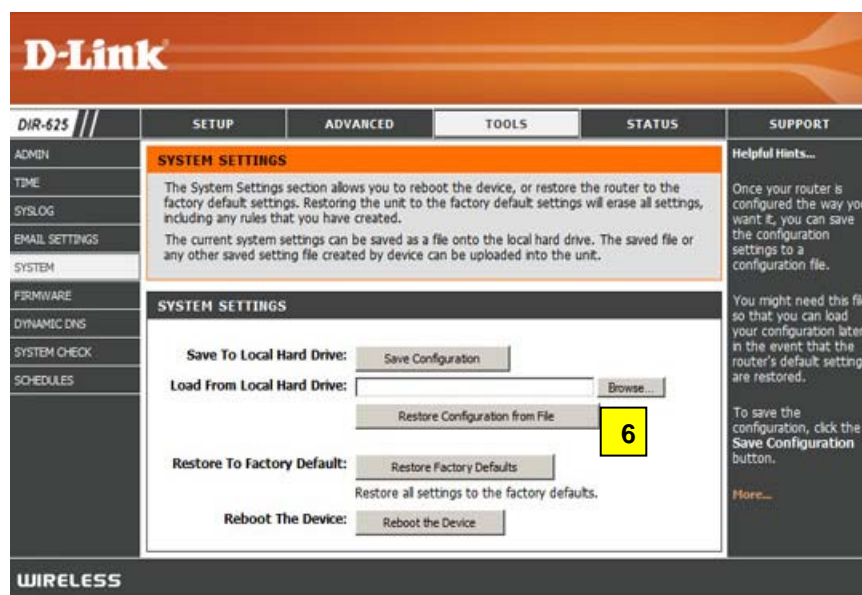 D-Link
DIR-625
SETUP
ADVANCED
TOOLS
STATUS
SUPPORT
ADMIN
TIME
SYSLOG
EMAIL SETTINGS
SYSTEM
FIRMWARE
DYNAMIC DNS
SYSTEM CHECK
SCHEDULES
SYSTEM SETTINGS
The System Settings section allows you to reboot the device, or restore the router to the
factory default settings. Restoring the unit to the factory default settings will erase all settings,
including any rules that you have created.
The current system settings can be saved as a file onto the local hard drive. The saved file or
any other saved setting file created by device can be uploaded into the unit.
SYSTEM SETTINGS
Save To Local Hard Drive:
Save Configuration
Load From Local Hard Drive:
Browse...
Restore Configuration from File
6
Restore To Factory Default:
Restore Factory Defaults
Restore all settings to the factory defaults.
Reboot The Device:
Reboot the Device
Helpful Hints...
Once your router is
configured the way you
want it, you can save
the configuration
settings to a
configuration file.
You might need this fil
so that you can load
your configuration later
in the event that the
router's default setting
are restored.
To save the
configuration, click the
Save Configuration
button.
More...
WIRELESS